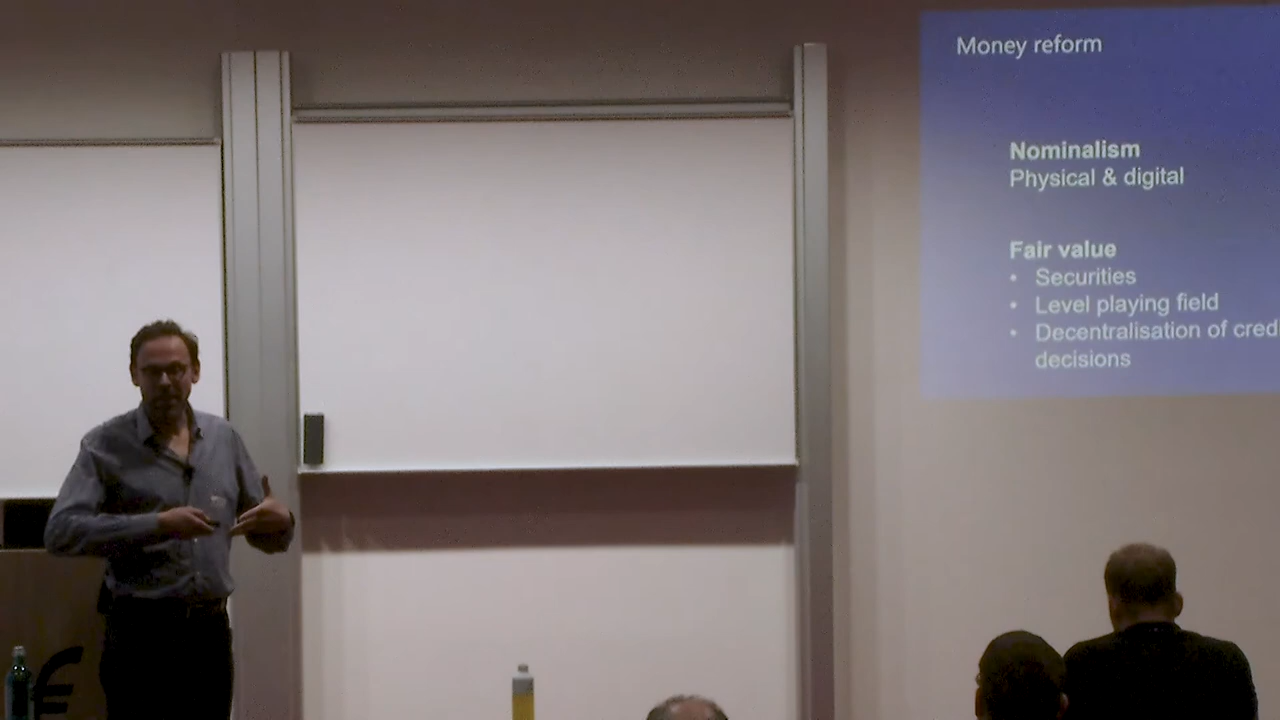 Money reform
Nominalism
Physical & digital
Fair value
• Securities
• Level playing field
• Decentralisation of cred
decisions
€